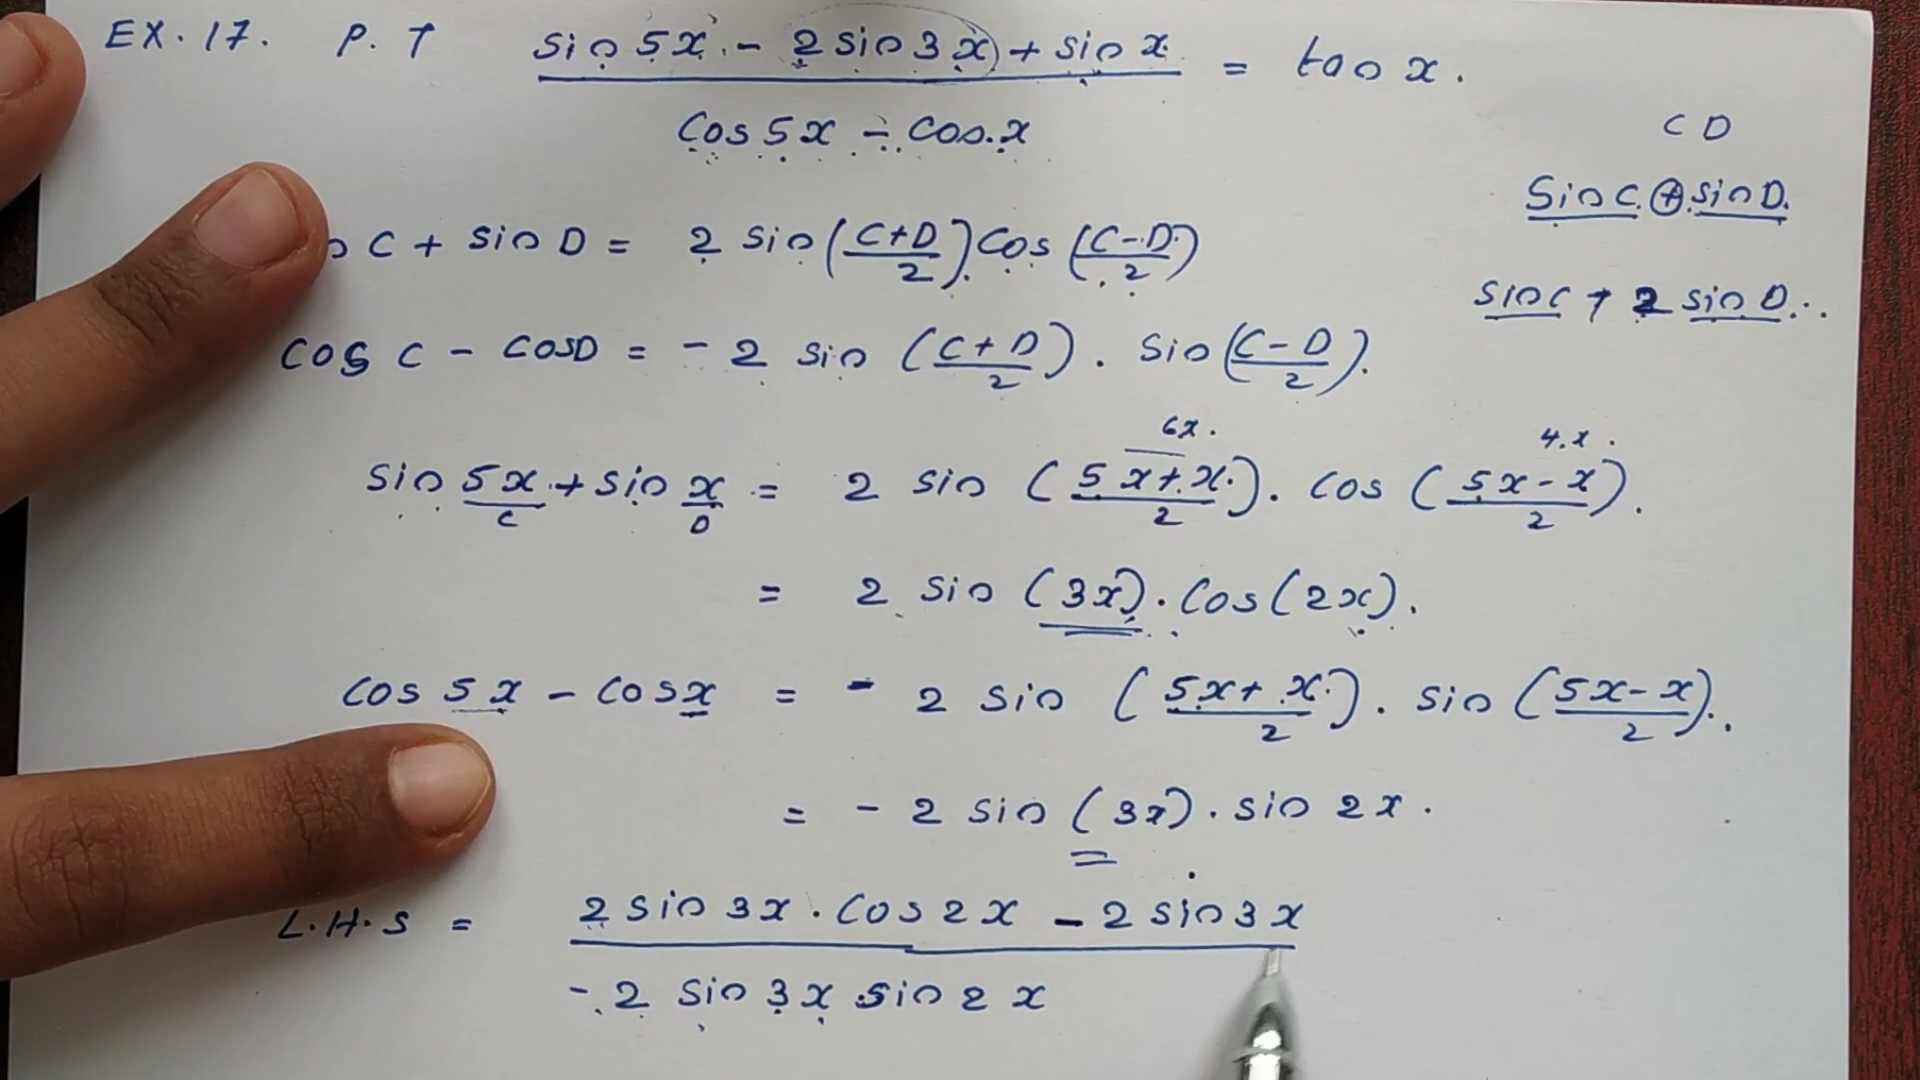 EX. 17. P. T sin 5x - 2 sin 3x + sin x / cos 5x - cos x = tan x.
C D
Sin C + sin D.
C + sin D = 2 sin (C+D/2) cos (C-D/2)
sin C + 2 sin D..
cos C - cos D = - 2 sin (C+D/2) . sin (C-D/2).
6x. 4x.
sin 5x + sin x = 2 sin (5x+x/2) . cos (5x-x/2).
C D
= 2 sin (3x) . cos (2x).
cos 5x - cos x = - 2 sin (5x+x/2) . sin (5x-x/2).
= - 2 sin (3x) . sin 2x.
L.H.S = 2 sin 3x . cos 2x - 2 sin 3x / - 2 sin 3x sin 2x